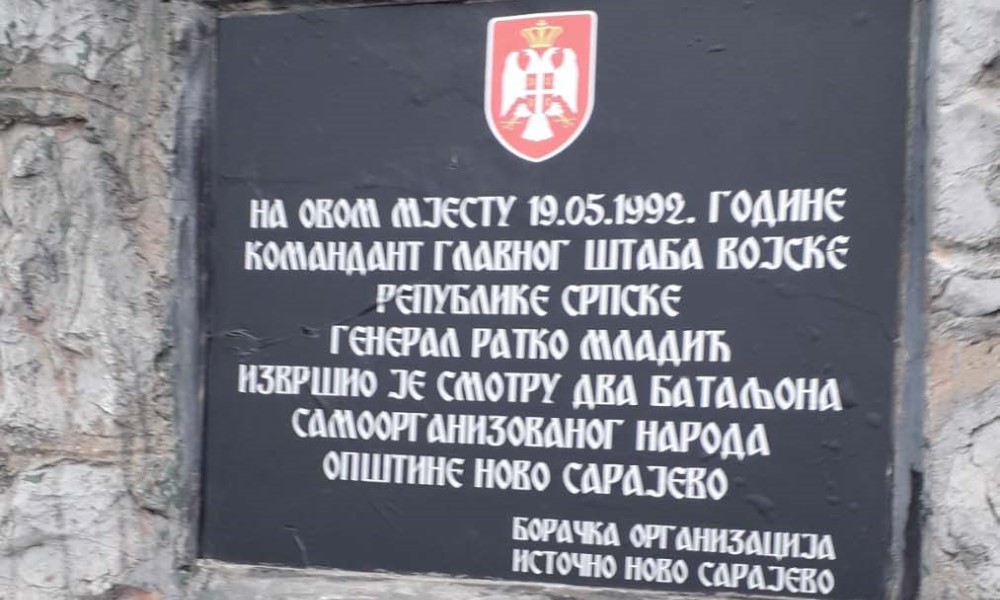 НА ОВОМ МЈЕСТУ 19.05.1992. ГОДИНЕ
КОМАНДАНТ ГЛАВНОГ ШТАБА ВОЈСКЕ
РЕПУБЛИКЕ СРПСКЕ
ГЕНЕРАЛ РАТКО МЛАДИЋ
ИЗВРШИО ЈЕ СМОТРУ ДВА БАТАЉОНА
САМООРГАНИЗОВАНОГ НАРОДА
ОПШТИНЕ НОВО САРАЈЕВО
БОРАЧКА ОРГАНИЗАЦИЈА
ИСТОЧНО НОВО САРАЈЕВО